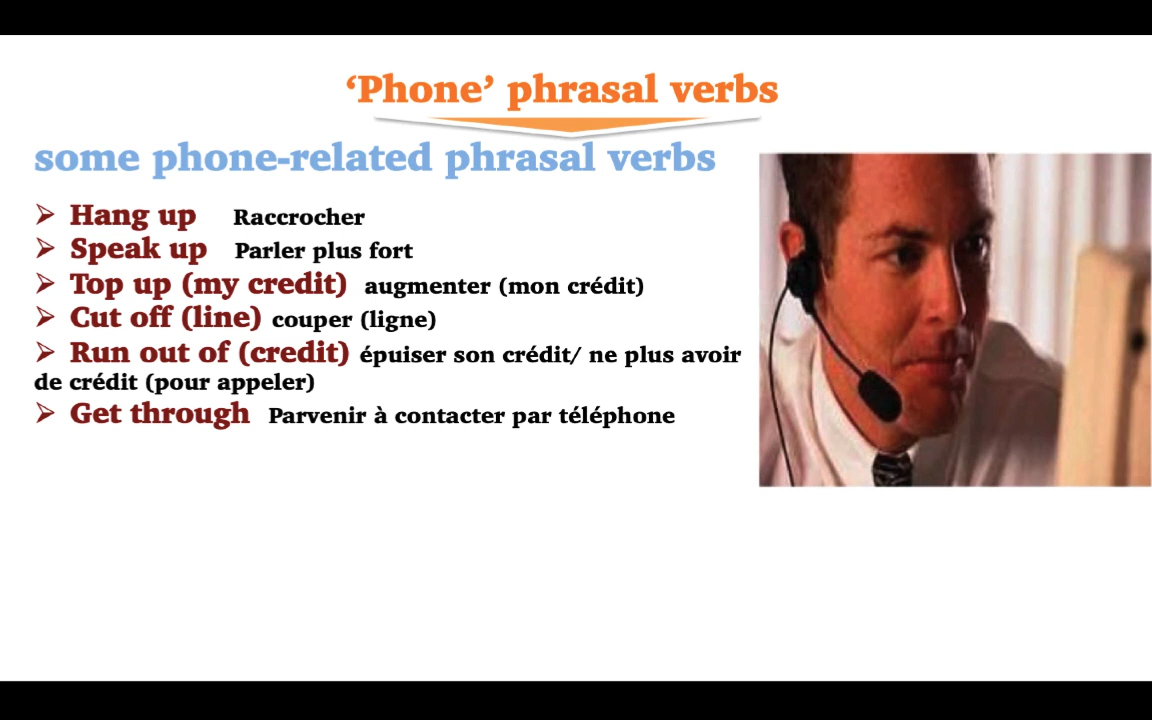 ‘Phone’ phrasal verbs
some phone-related phrasal verbs
➢ Hang up Raccrocher
➢ Speak up Parler plus fort
➢ Top up (my credit) augmenter (mon crédit)
➢ Cut off (line) couper (ligne)
➢ Run out of (credit) épuiser son crédit/ ne plus avoir
de crédit (pour appeler)
➢ Get through Parvenir à contacter par téléphone